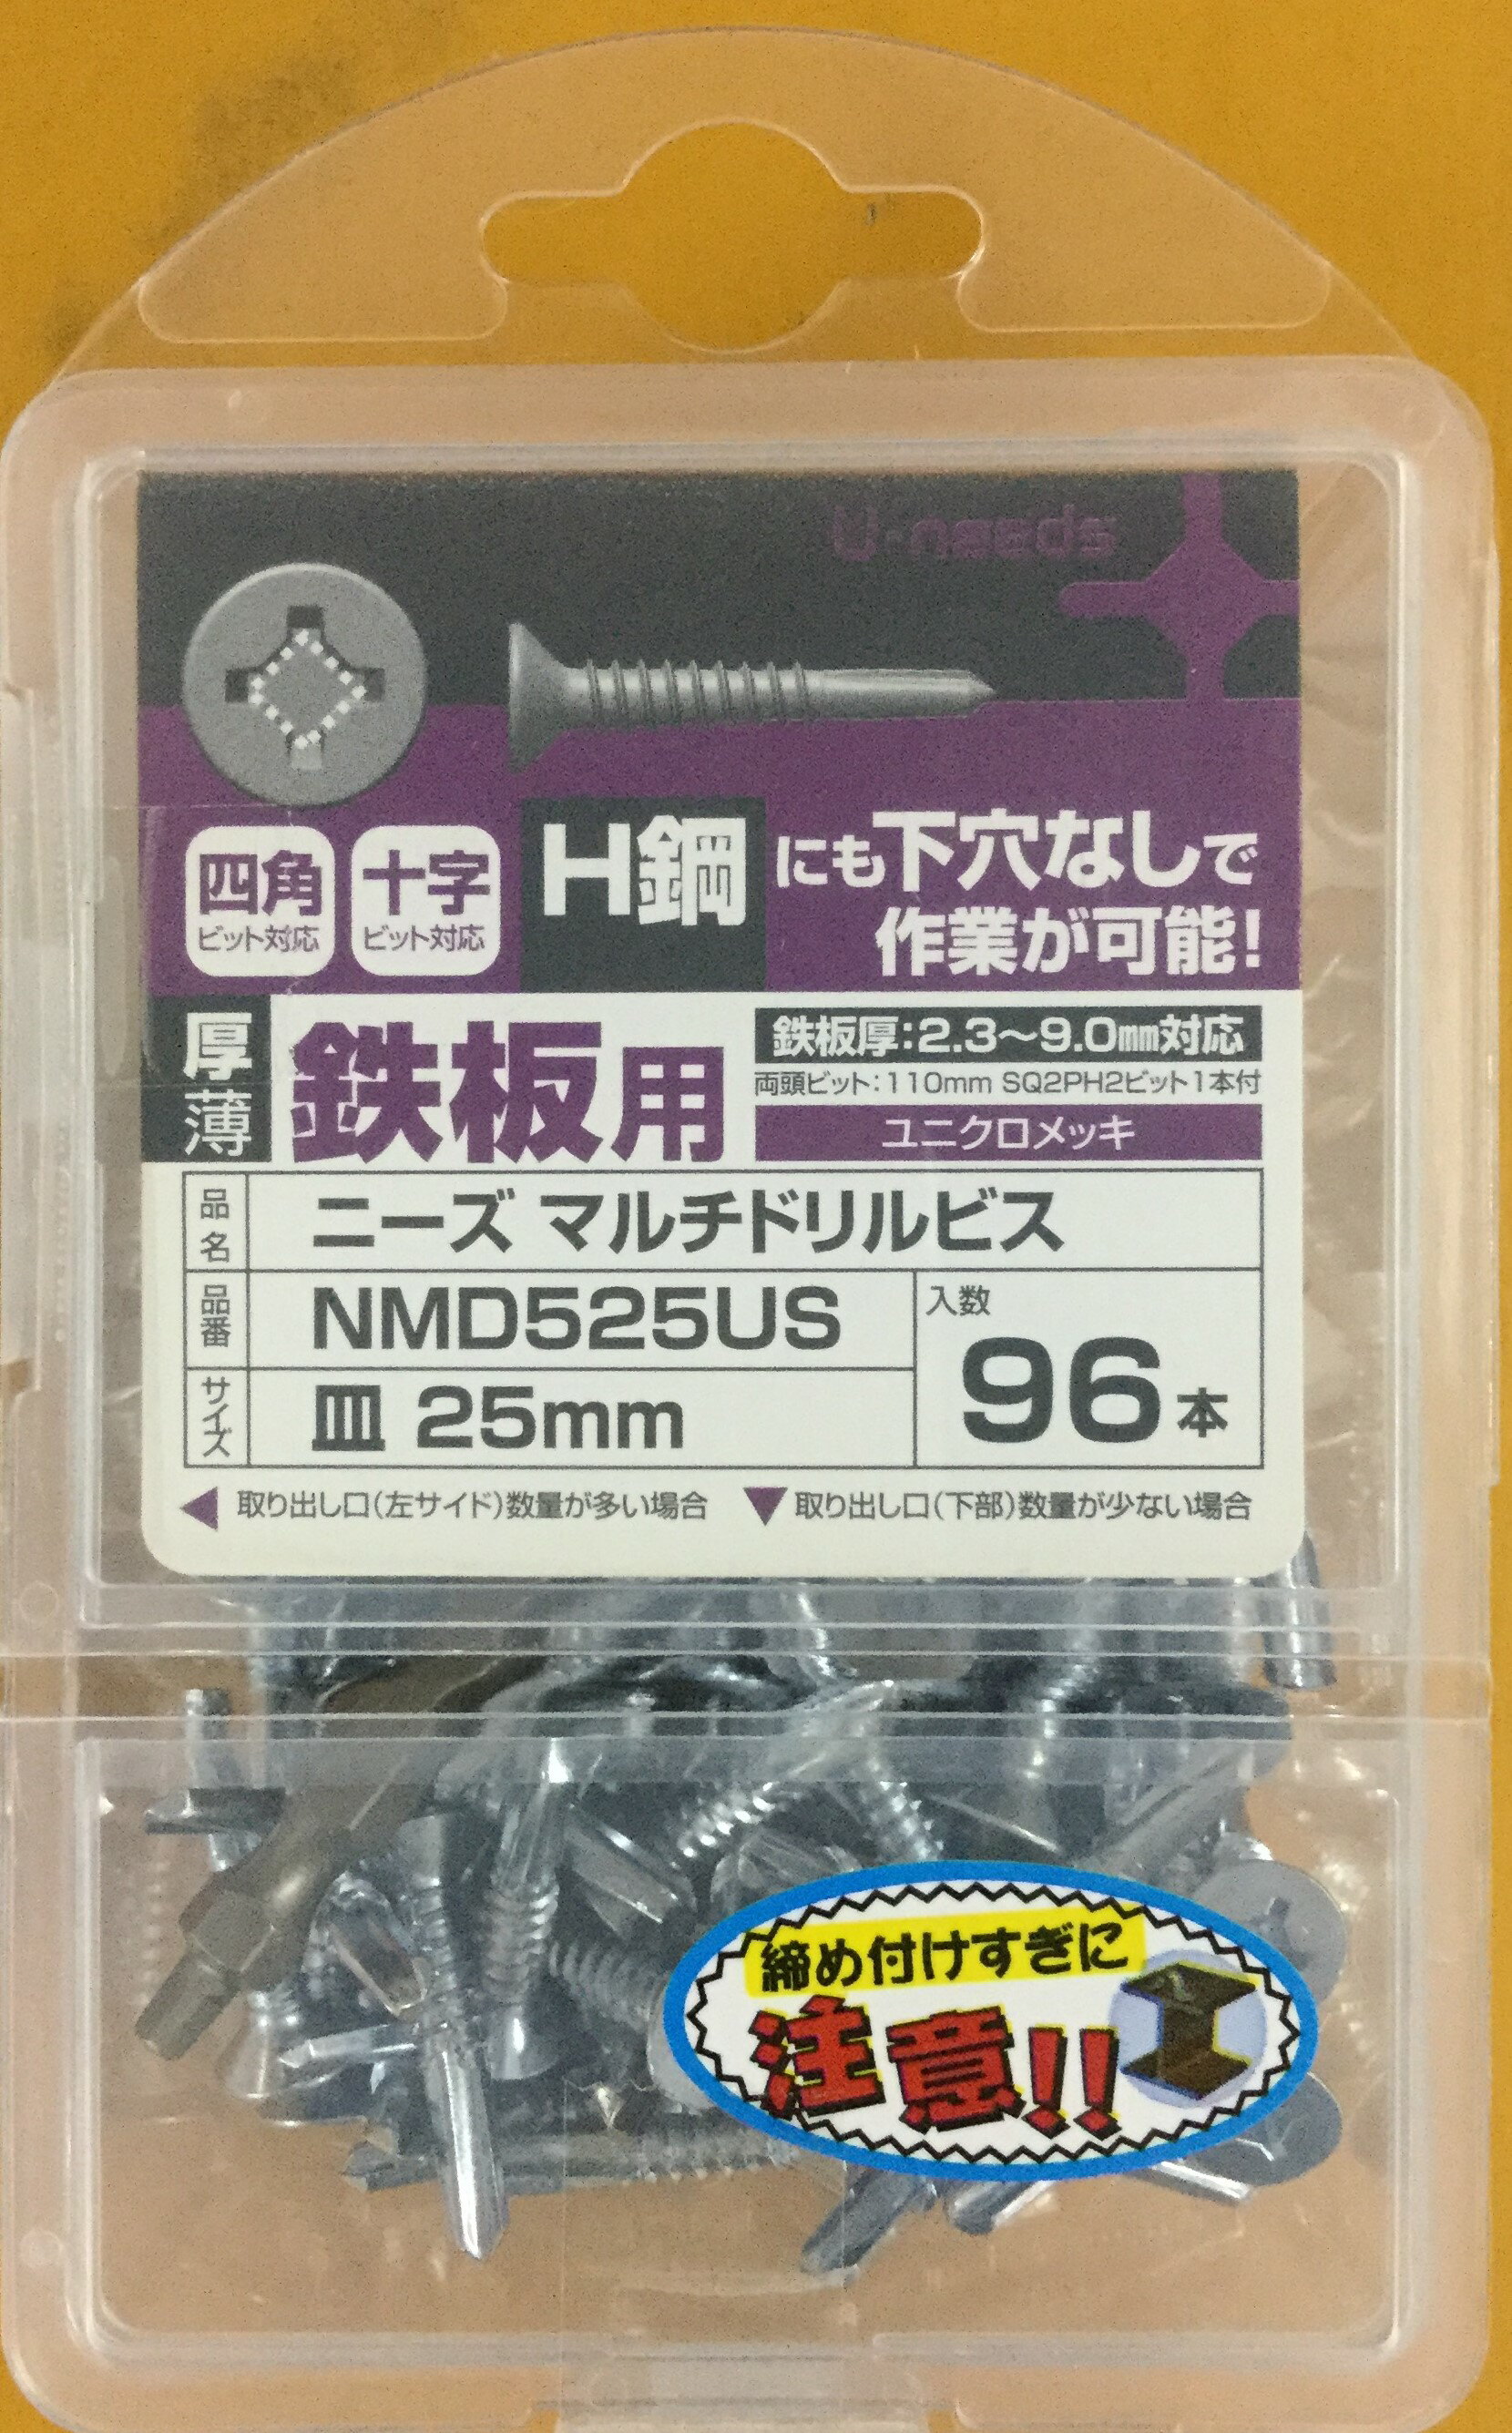 U-needs
四角
ビット対応
十字
ビット対応
H鋼にも下穴なしで
作業が可能!
厚
薄
鉄板用
鉄板厚:2.3～9.0mm対応
両頭ビット:110mm SQ2PH2ビット1本付
ユニクロメッキ
品名 ニーズ マルチドリルビス
品番 NMD525US
サイズ 皿 25mm
入数
96本
◀ 取り出し口(左サイド)数量が多い場合 ▼ 取り出し口(下部)数量が少ない場合
締め付けすぎに
注意!!